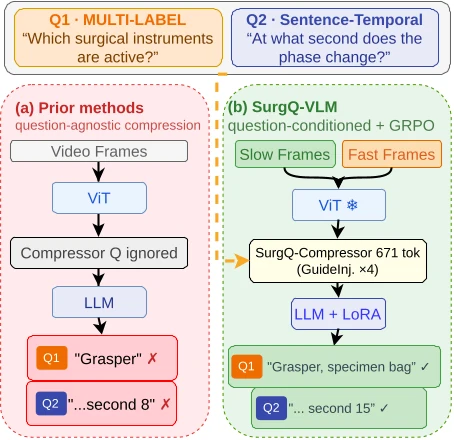 Q1 · MULTI-LABEL
“Which surgical instruments
are active?”
Q2 · Sentence-Temporal
“At what second does the
phase change?”
(a) Prior methods
question-agnostic compression
Video Frames
ViT
Compressor Q ignored
LLM
Q1 "Grasper" ✗
Q2 "...second 8" ✗
(b) SurgQ-VLM
question-conditioned + GRPO
Slow Frames
Fast Frames
ViT ❄
SurgQ-Compressor 671 tok
(GuideInj. ×4)
LLM + LoRA
Q1 "Grasper, specimen bag” ✓
Q2 "... second 15” ✓